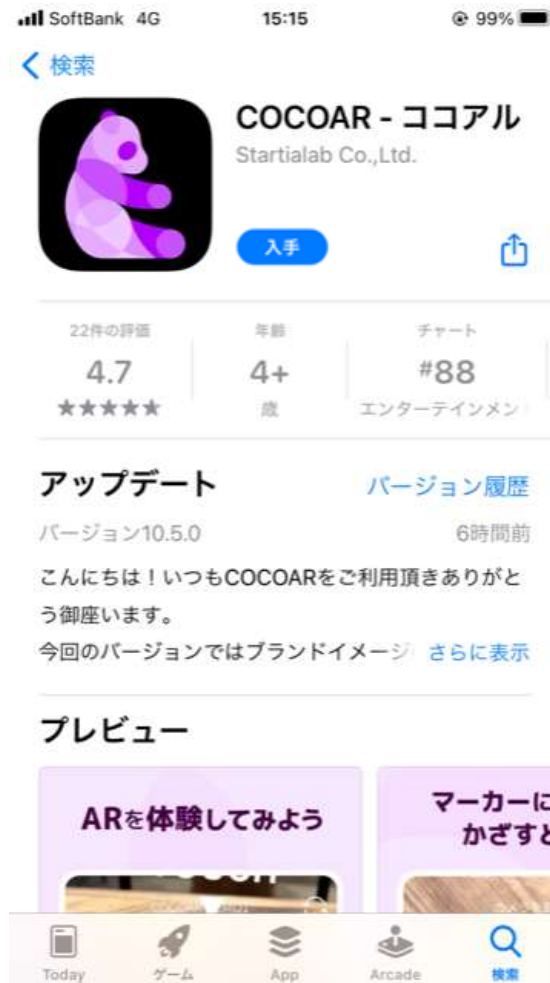 SoftBank 4G 15:15 99%
検索
COCOAR - ココアル
Startialab Co.,Ltd.
入手
22件の評価 年齢 チャート
4.7 4+ #88
歳 エンターテインメン
アップデート バージョン履歴
バージョン10.5.0 6時間前
こんにちは！いつもCOCOARをご利用頂きありがと
う御座います。
今回のバージョンではブランドイメージ さらに表示
プレビュー
ARを体験してみよう
マーカーに
かざすと
Today ゲーム App Arcade 検索